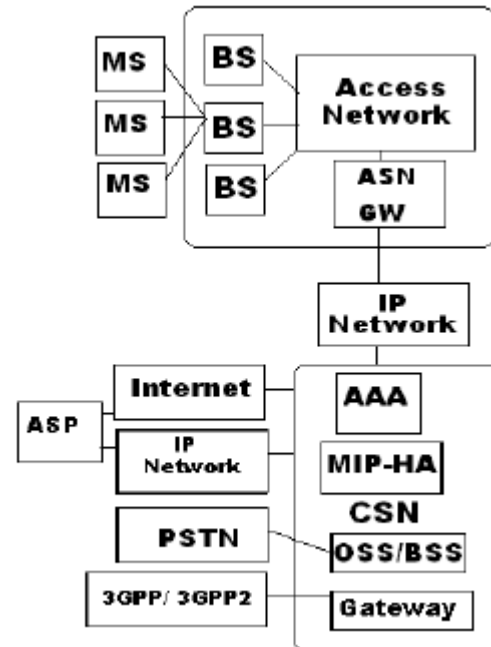 MS
MS
MS
BS
BS
BS
Access
Network
ASN
GW
IP
Network
Internet
ASP
IP
Network
PSTN
3GPP/ 3GPP2
AAA
MIP-HA
CSN
OSS/BSS
Gateway